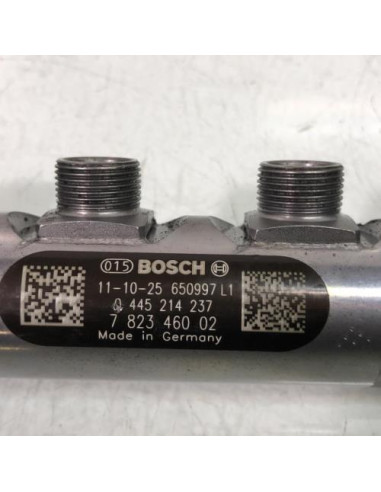 015 BOSCH
11-10-25 650997 L1
0 445 214 237
7 823 460 02
Made in Germany